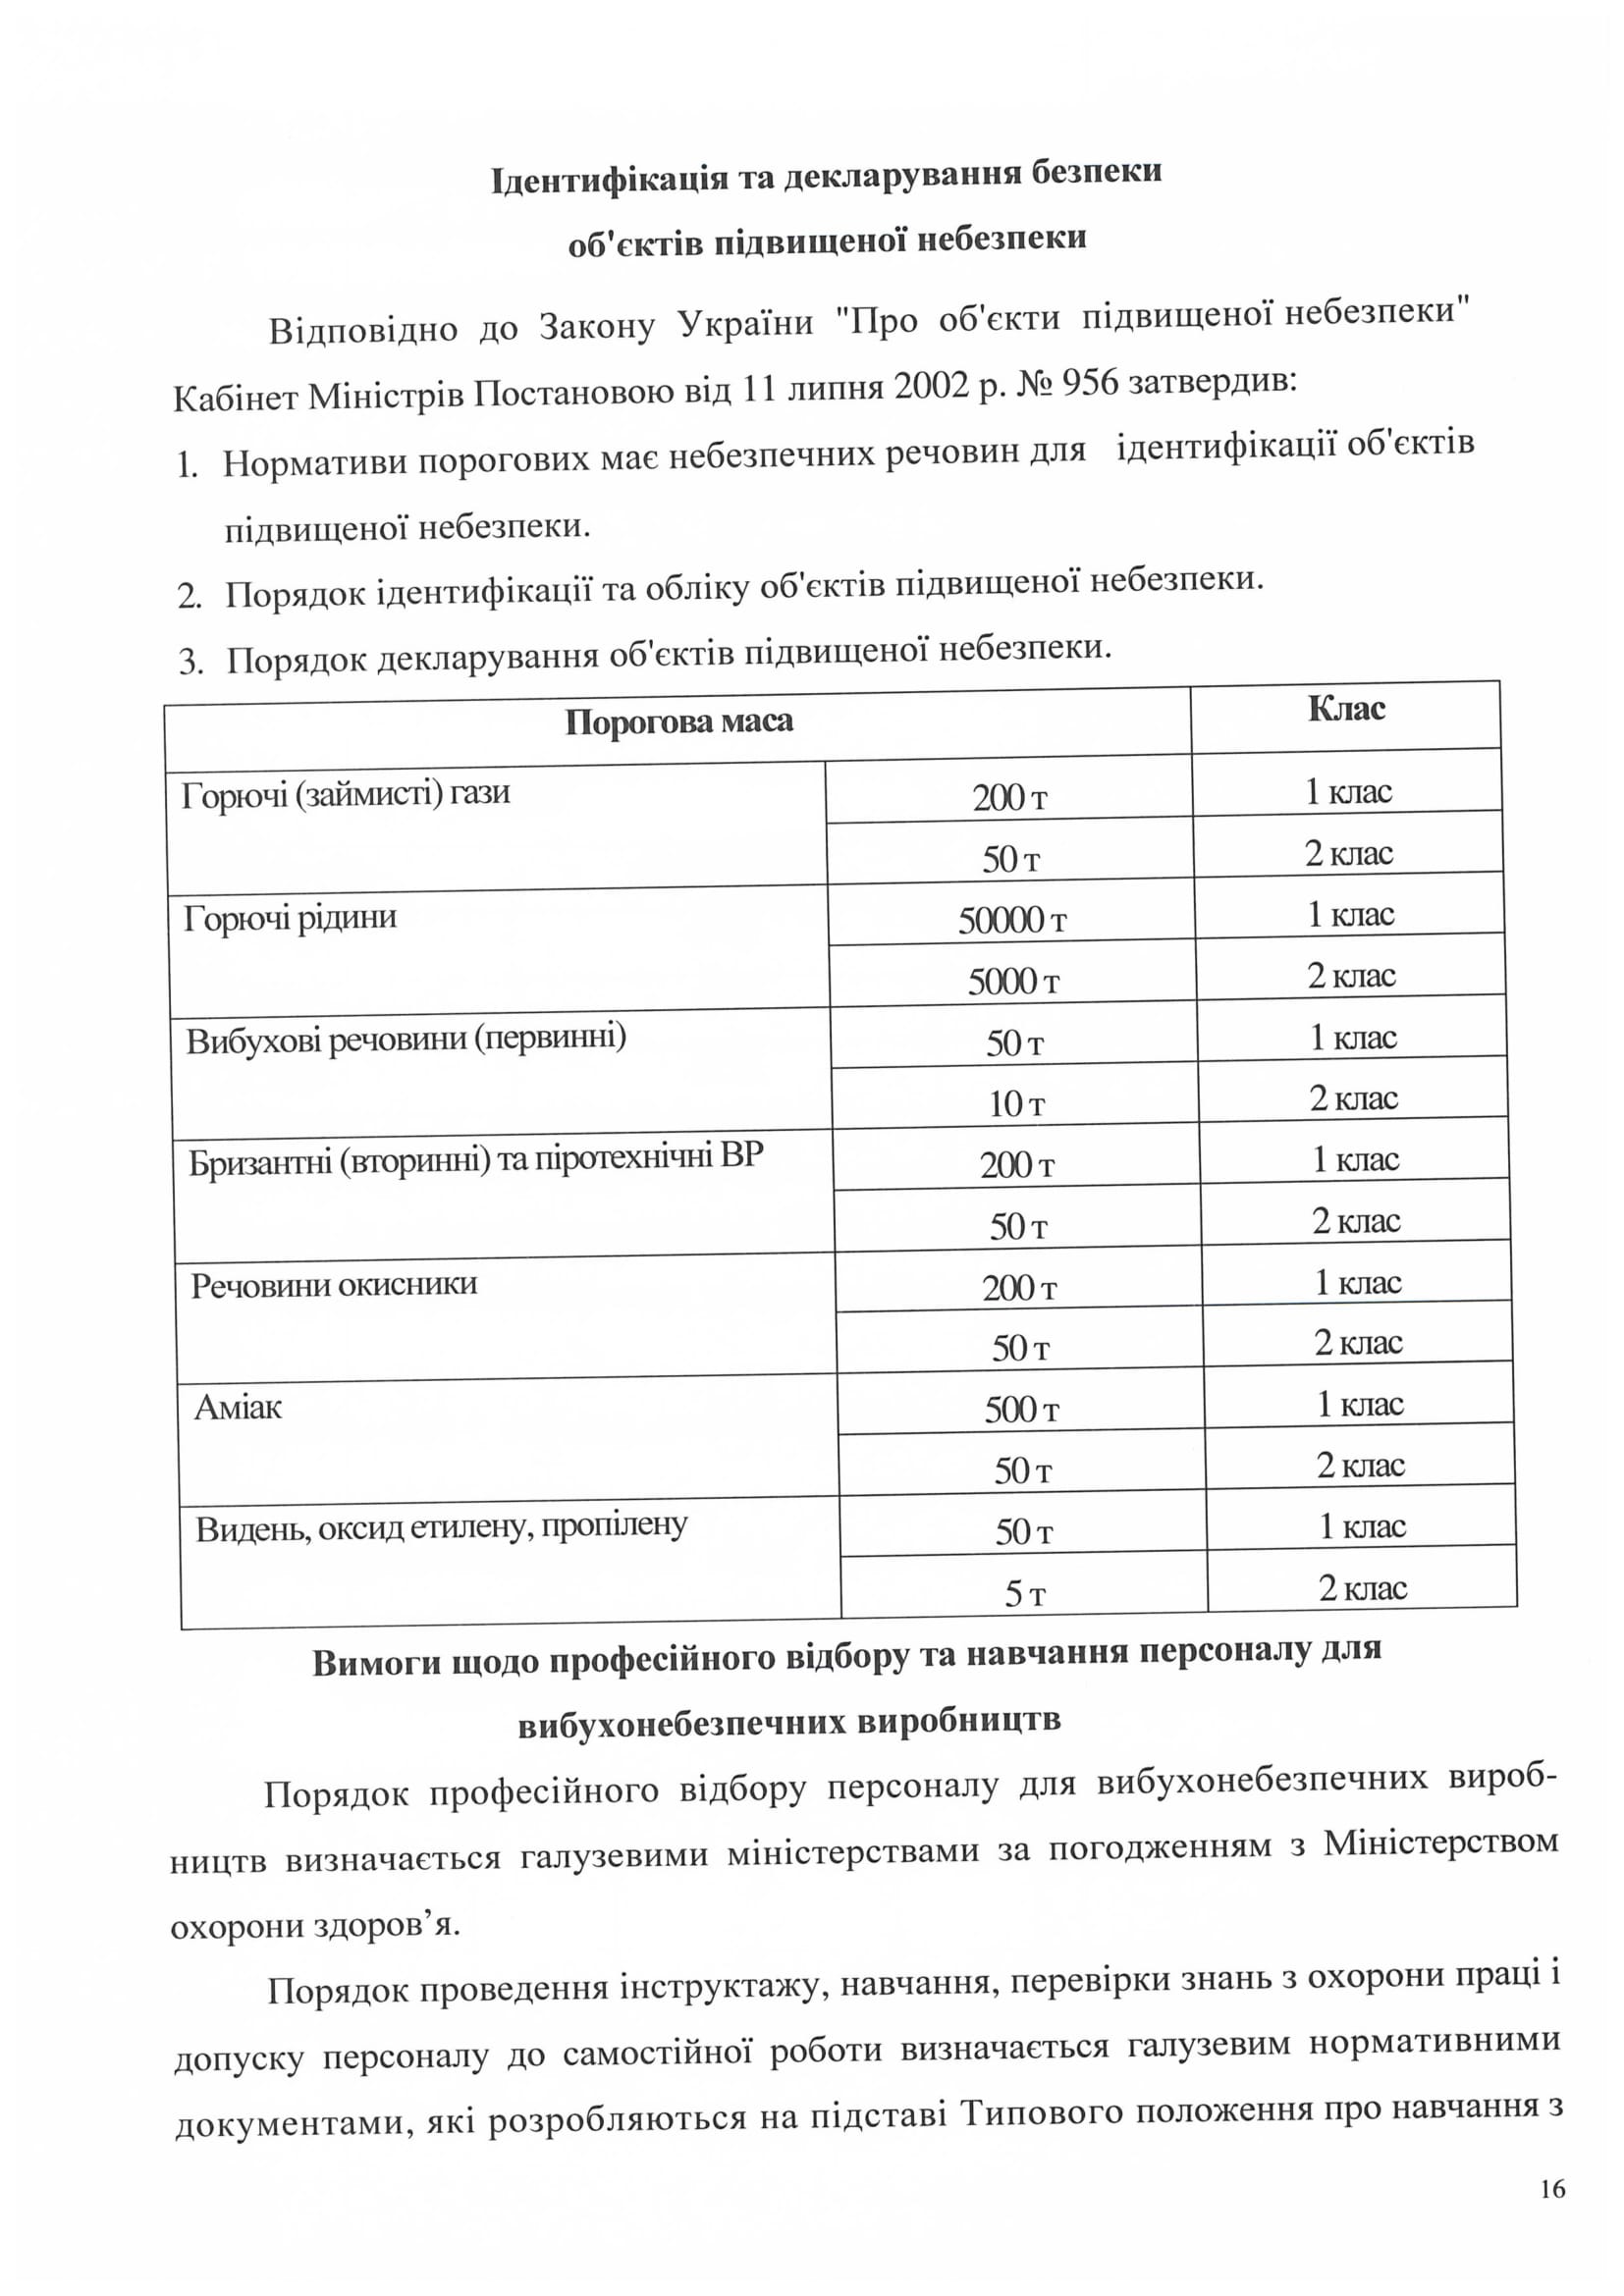 Ідентифікація та декларування безпеки
об'єктів підвищеної небезпеки
Відповідно до Закону України "Про об'єкти підвищеної небезпеки"
Кабінет Міністрів Постановою від 11 липня 2002 р. № 956 затвердив:
1. Нормативи порогових має небезпечних речовин для ідентифікації об'єктів
підвищеної небезпеки.
2. Порядок ідентифікації та обліку об'єктів підвищеної небезпеки.
3. Порядок декларування об'єктів підвищеної небезпеки.
Порогова маса Клас
Горючі (займисті) гази 200 т 1 клас
50 т 2 клас
Горючі рідини 50000 т 1 клас
5000 т 2 клас
Вибухові речовини (первинні) 50 т 1 клас
10 т 2 клас
Бризантні (вторинні) та піротехнічні ВР 200 т 1 клас
50 т 2 клас
Речовини окисники 200 т 1 клас
50 т 2 клас
Аміак 500 т 1 клас
50 т 2 клас
Видень, оксид етилену, пропілену 50 т 1 клас
5 т 2 клас
Вимоги щодо професійного відбору та навчання персоналу для
вибухонебезпечних виробництв
Порядок професійного відбору персоналу для вибухонебезпечних вироб-
ництв визначається галузевими міністерствами за погодженням з Міністерством
охорони здоров’я.
Порядок проведення інструктажу, навчання, перевірки знань з охорони праці і
допуску персоналу до самостійної роботи визначається галузевим нормативними
документами, які розробляються на підставі Типового положення про навчання з
16